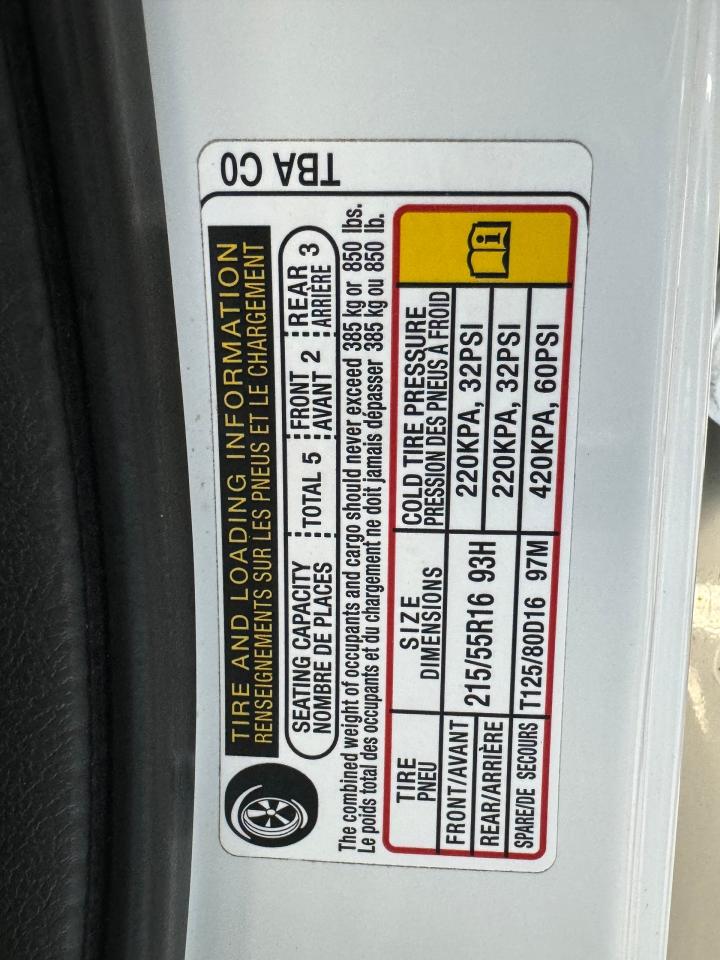 TBA C0
TIRE AND LOADING INFORMATION
RENSEIGNEMENTS SUR LES PNEUS ET LE CHARGEMENT
SEATING CAPACITY TOTAL 5 FRONT 2 REAR 3
NOMBRE DE PLACES AVANT ARRIÈRE
The combined weight of occupants and cargo should never exceed 385 kg or 850 lbs.
Le poids total des occupants et du chargement ne doit jamais dépasser 385 kg ou 850 lb.
TIRE SIZE COLD TIRE PRESSURE
PNEU DIMENSIONS PRESSION DES PNEUS À FROID
FRONT/AVANT 215/55R16 93H 220KPA, 32PSI
REAR/ARRIÈRE 220KPA, 32PSI
SPARE/DE SECOURS T125/80D16 97M 420KPA, 60PSI